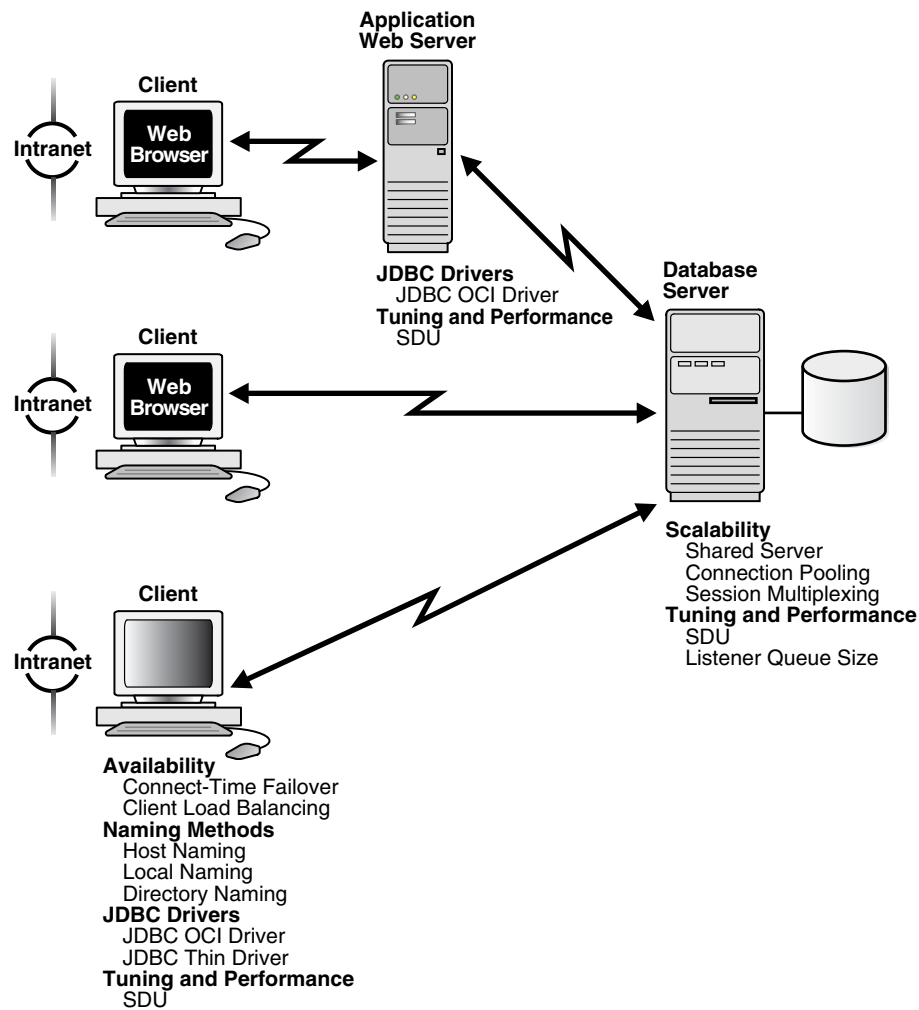 Application
Web Server
Client
Intranet
Web
Browser
JDBC Drivers
JDBC OCI Driver
Tuning and Performance
SDU
Database
Server
Client
Intranet
Web
Browser
Scalability
Shared Server
Connection Pooling
Session Multiplexing
Tuning and Performance
SDU
Listener Queue Size
Client
Intranet
Availability
Connect-Time Failover
Client Load Balancing
Naming Methods
Host Naming
Local Naming
Directory Naming
JDBC Drivers
JDBC OCI Driver
JDBC Thin Driver
Tuning and Performance
SDU